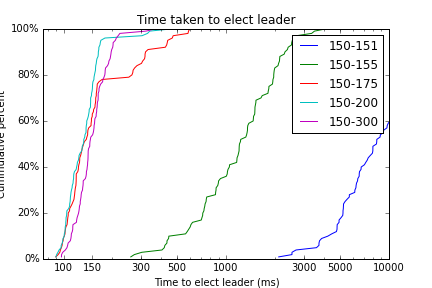 Time taken to elect leader
100%
80%
60%
40%
20%
0%
Cummulative percent
150-151
150-155
150-175
150-200
150-300
100 150 300 500 1000 3000 5000 10000
Time to elect leader (ms)